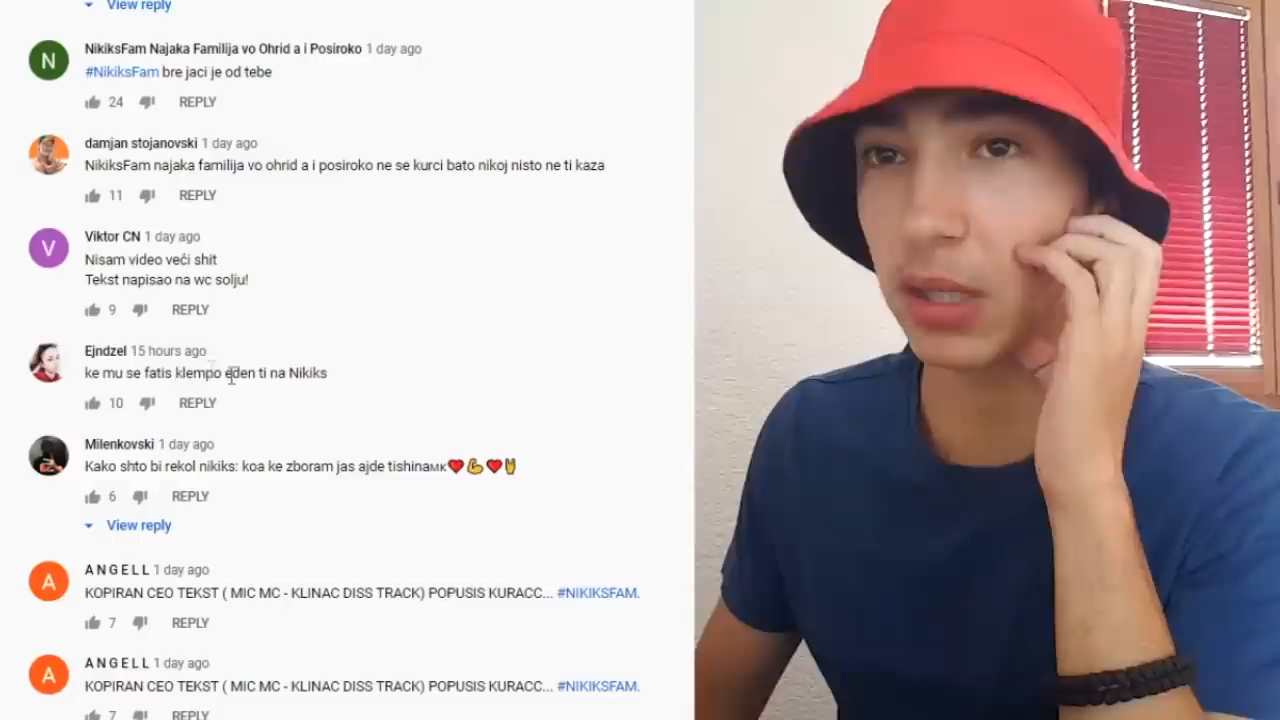 View reply
N
NikiksFam Najaka Familija vo Ohrid a i Posiroko 1 day ago
#NikiksFam bre jaci je od tebe
24 REPLY
damjan stojanovski 1 day ago
NikiksFam najaka familija vo ohrid a i posiroko ne se kurci bato nikoj nisto ne ti kaza
11 REPLY
V
Viktor CN 1 day ago
Nisam video veći shit
Tekst napisao na wc solju!
9 REPLY
Ejndzel 15 hours ago
ke mu se fatis klempo eden ti na Nikiks
10 REPLY
Milenkovski 1 day ago
Kako shto bi rekol nikiks: koa ke zboram jas ajde tishinaмк❤️💪❤️🤘
6 REPLY
View reply
A
A N G E L L 1 day ago
KOPIRAN CEO TEKST ( MIC MC - KLINAC DISS TRACK) POPUSIS KURACC... #NIKIKSFAM.
7 REPLY
A
A N G E L L 1 day ago
KOPIRAN CEO TEKST ( MIC MC - KLINAC DISS TRACK) POPUSIS KURACC... #NIKIKSFAM.
7 REPLY